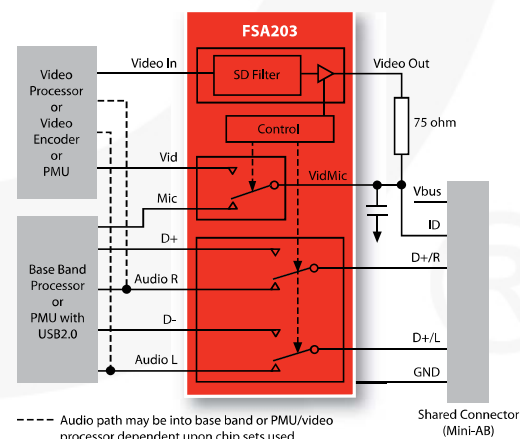 FSA203
Video
Processor
or
Video
Encoder
or
PMU
Video In
SD Filter
Video Out
75 ohm
Control
Vid
VidMic
Mic
Vbus
ID
Base Band
Processor
or
PMU with
USB2.0
D+
D+/R
Audio R
D-
D+/L
Audio L
GND
Shared Connector
(Mini-AB)
Audio path may be into base band or PMU/video
processor dependent upon chip sets used